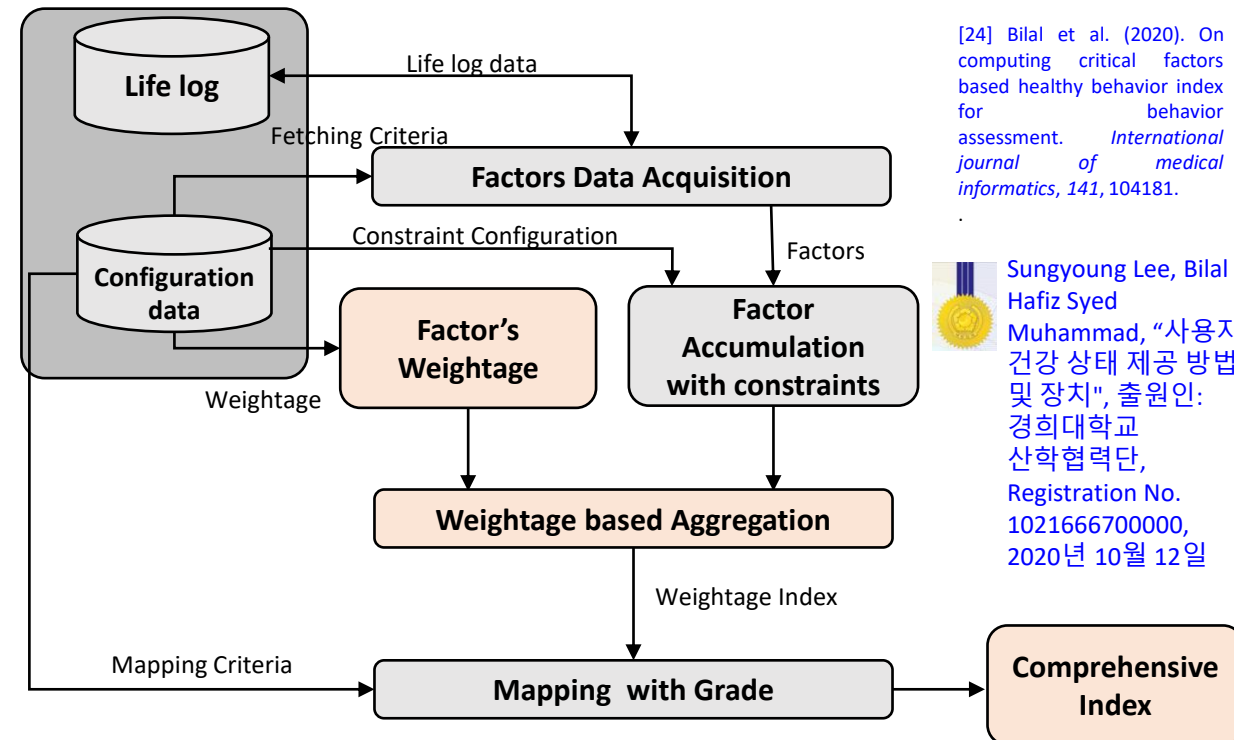 Life log
Life log data
Fetching Criteria
Factors Data Acquisition
Configuration
data
Constraint Configuration
Factors
Factor's
Weightage
Factor
Accumulation
with constraints
Weightage
Weightage based Aggregation
Weightage Index
Mapping Criteria
Mapping with Grade
Comprehensive
Index
[24] Bilal et al. (2020). On
computing critical factors
based healthy behavior index
for behavior
assessment. International
journal of medical
informatics, 141, 104181.
.
Sungyoung Lee, Bilal
Hafiz Syed
Muhammad, “사용자
건강 상태 제공 방법
및 장치", 출원인:
경희대학교
산학협력단,
Registration No.
1021666700000,
2020년 10월 12일